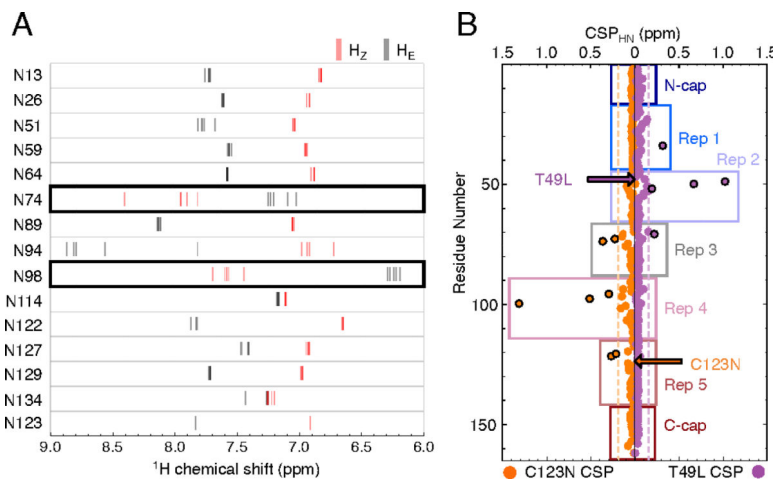 A
H_Z H_E
N13
N26
N51
N59
N64
N74
N89
N94
N98
N114
N122
N127
N129
N134
N123
9.0 8.5 8.0 7.5 7.0 6.5 6.0
¹H chemical shift (ppm)
B
CSP_HN (ppm)
1.5 1.0 0.5 0 0.5 1.0 1.5
Residue Number
50
100
150
N-cap
Rep 1
Rep 2
T49L
Rep 3
Rep 4
C123N
Rep 5
C-cap
C123N CSP T49L CSP